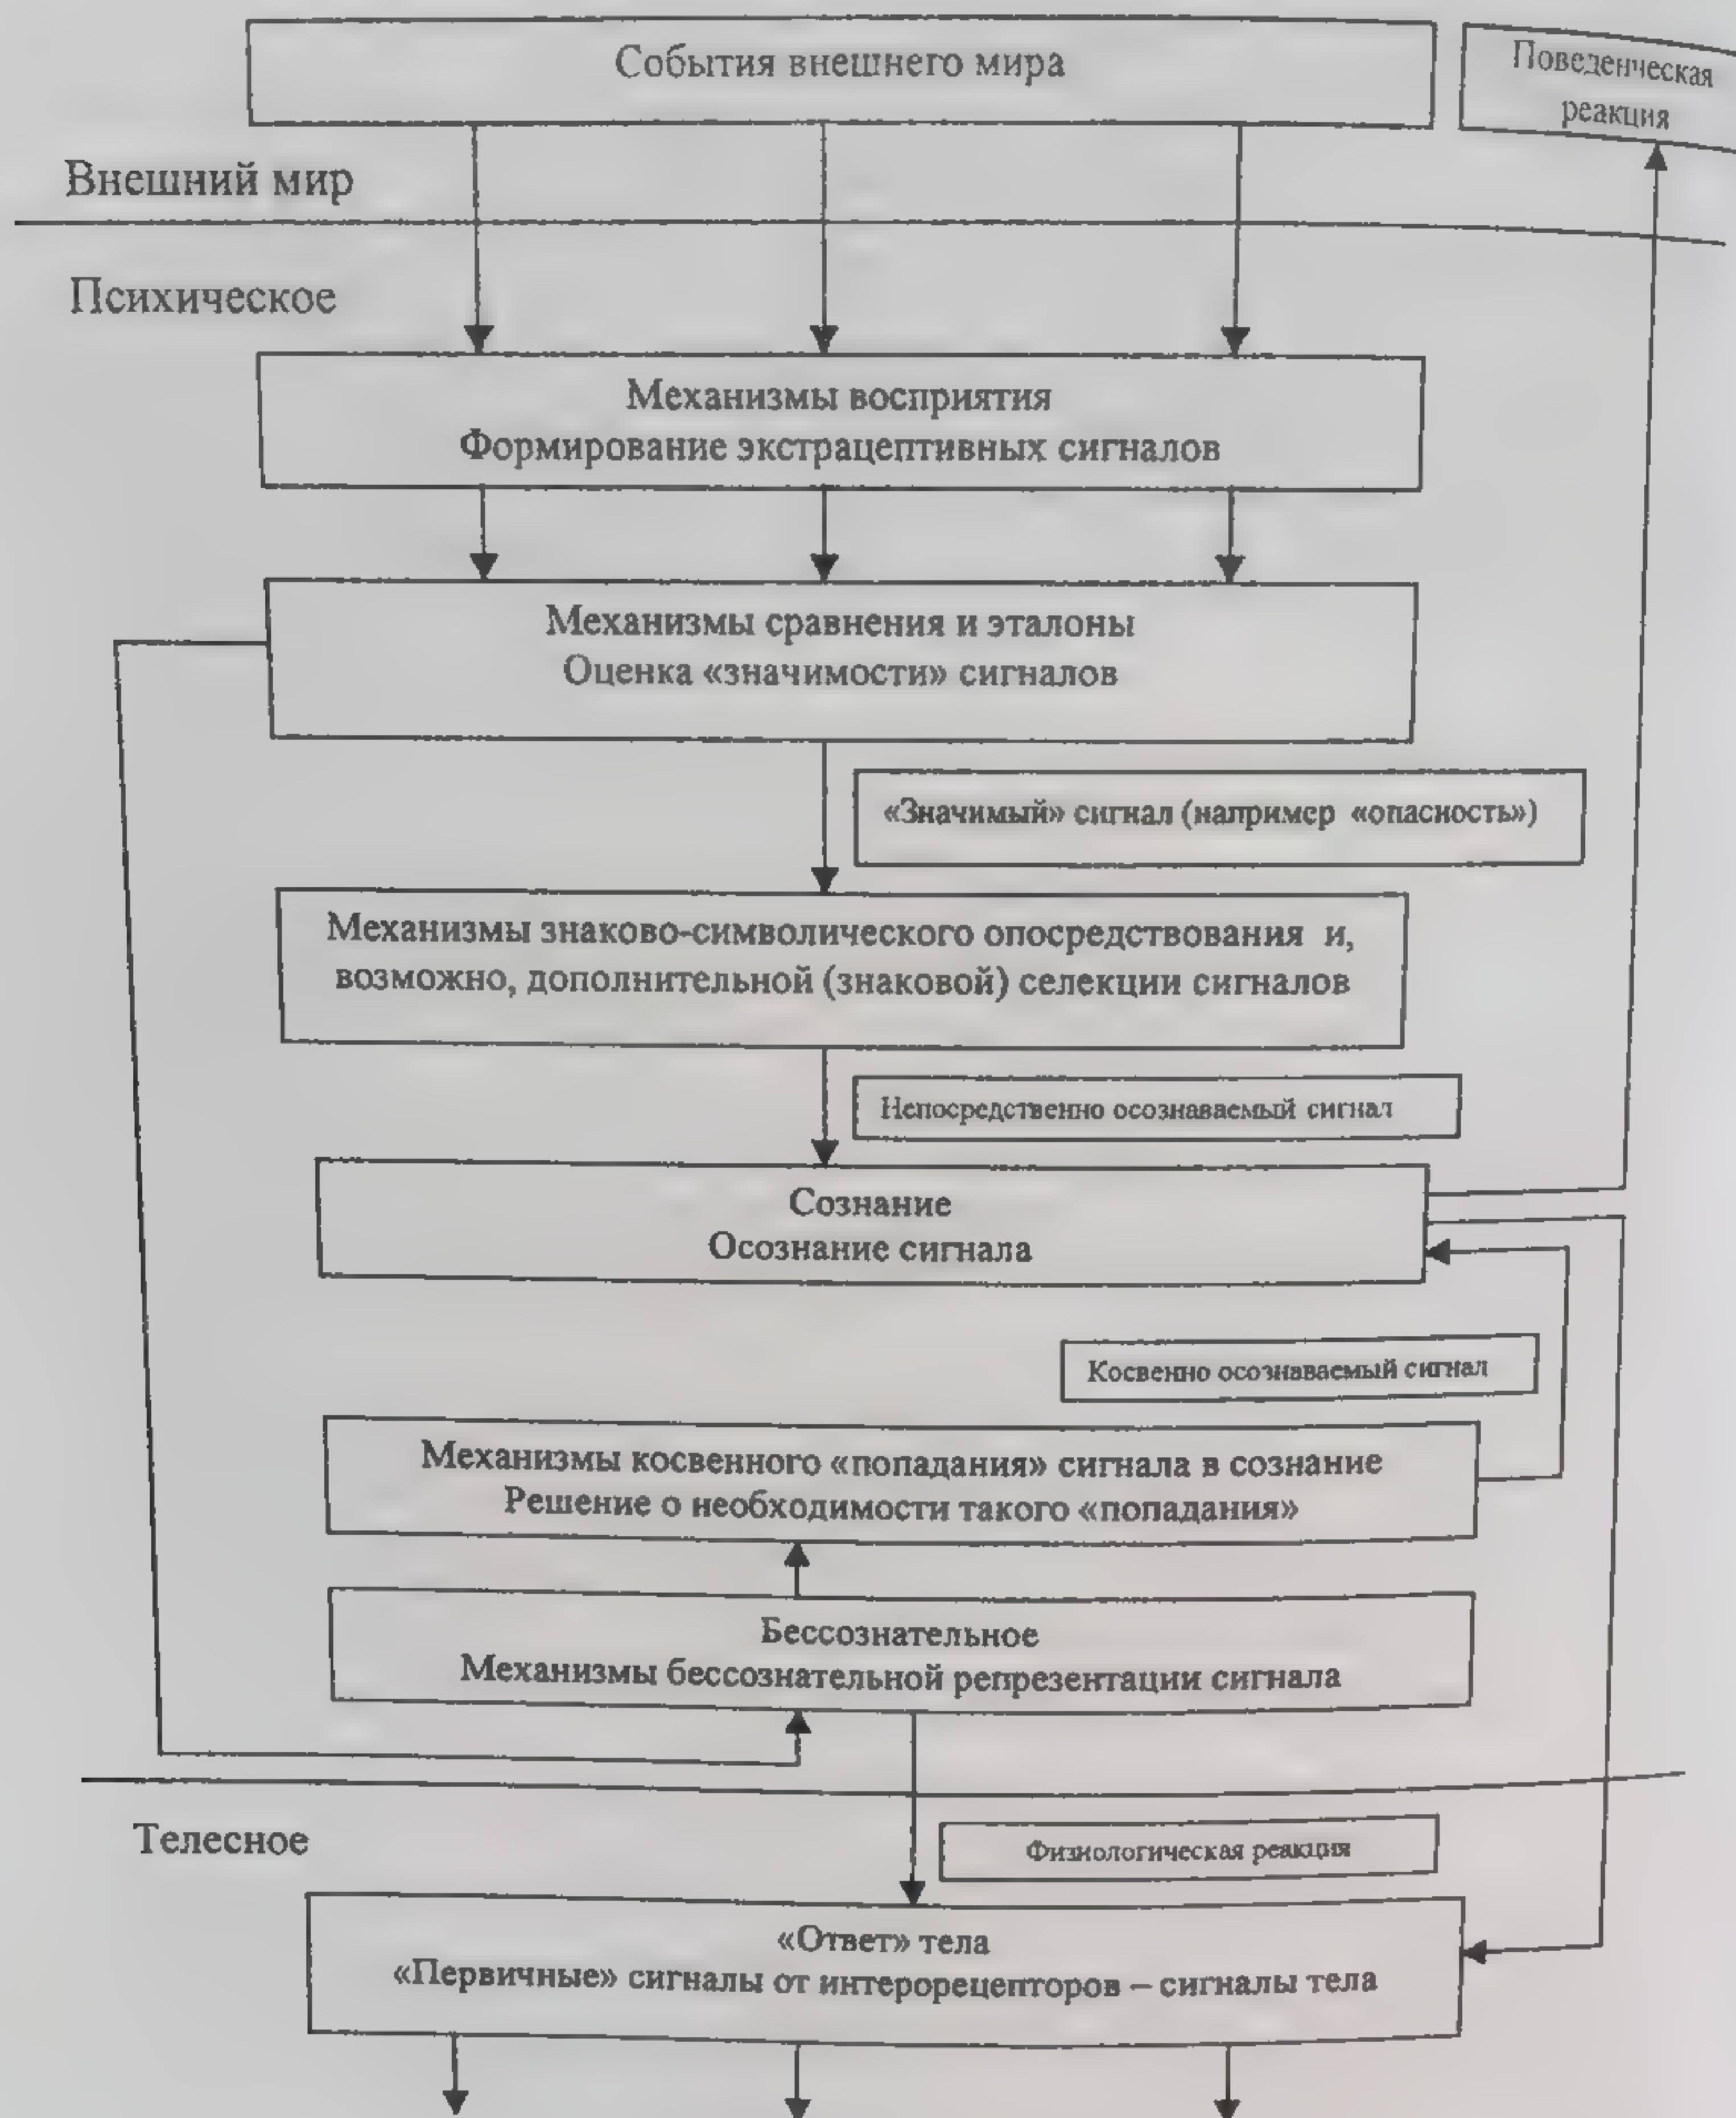 События внешнего мира
Поведенческая
реакция
Внешний мир
Психическое
Механизмы восприятия
Формирование экстрацептивных сигналов
Механизмы сравнения и эталоны
Оценка «значимости» сигналов
«Значимый» сигнал (например «опасность»)
Механизмы знаково-символического опосредствования и,
возможно, дополнительной (знаковой) селекции сигналов
Непосредственно осознаваемый сигнал
Сознание
Осознание сигнала
Косвенно осознаваемый сигнал
Механизмы косвенного «попадания» сигнала в сознание
Решение о необходимости такого «попадания»
Бессознательное
Механизмы бессознательной репрезентации сигнала
Телесное
Физиологическая реакция
«Ответ» тела
«Первичные» сигналы от интерорецепторов – сигналы тела